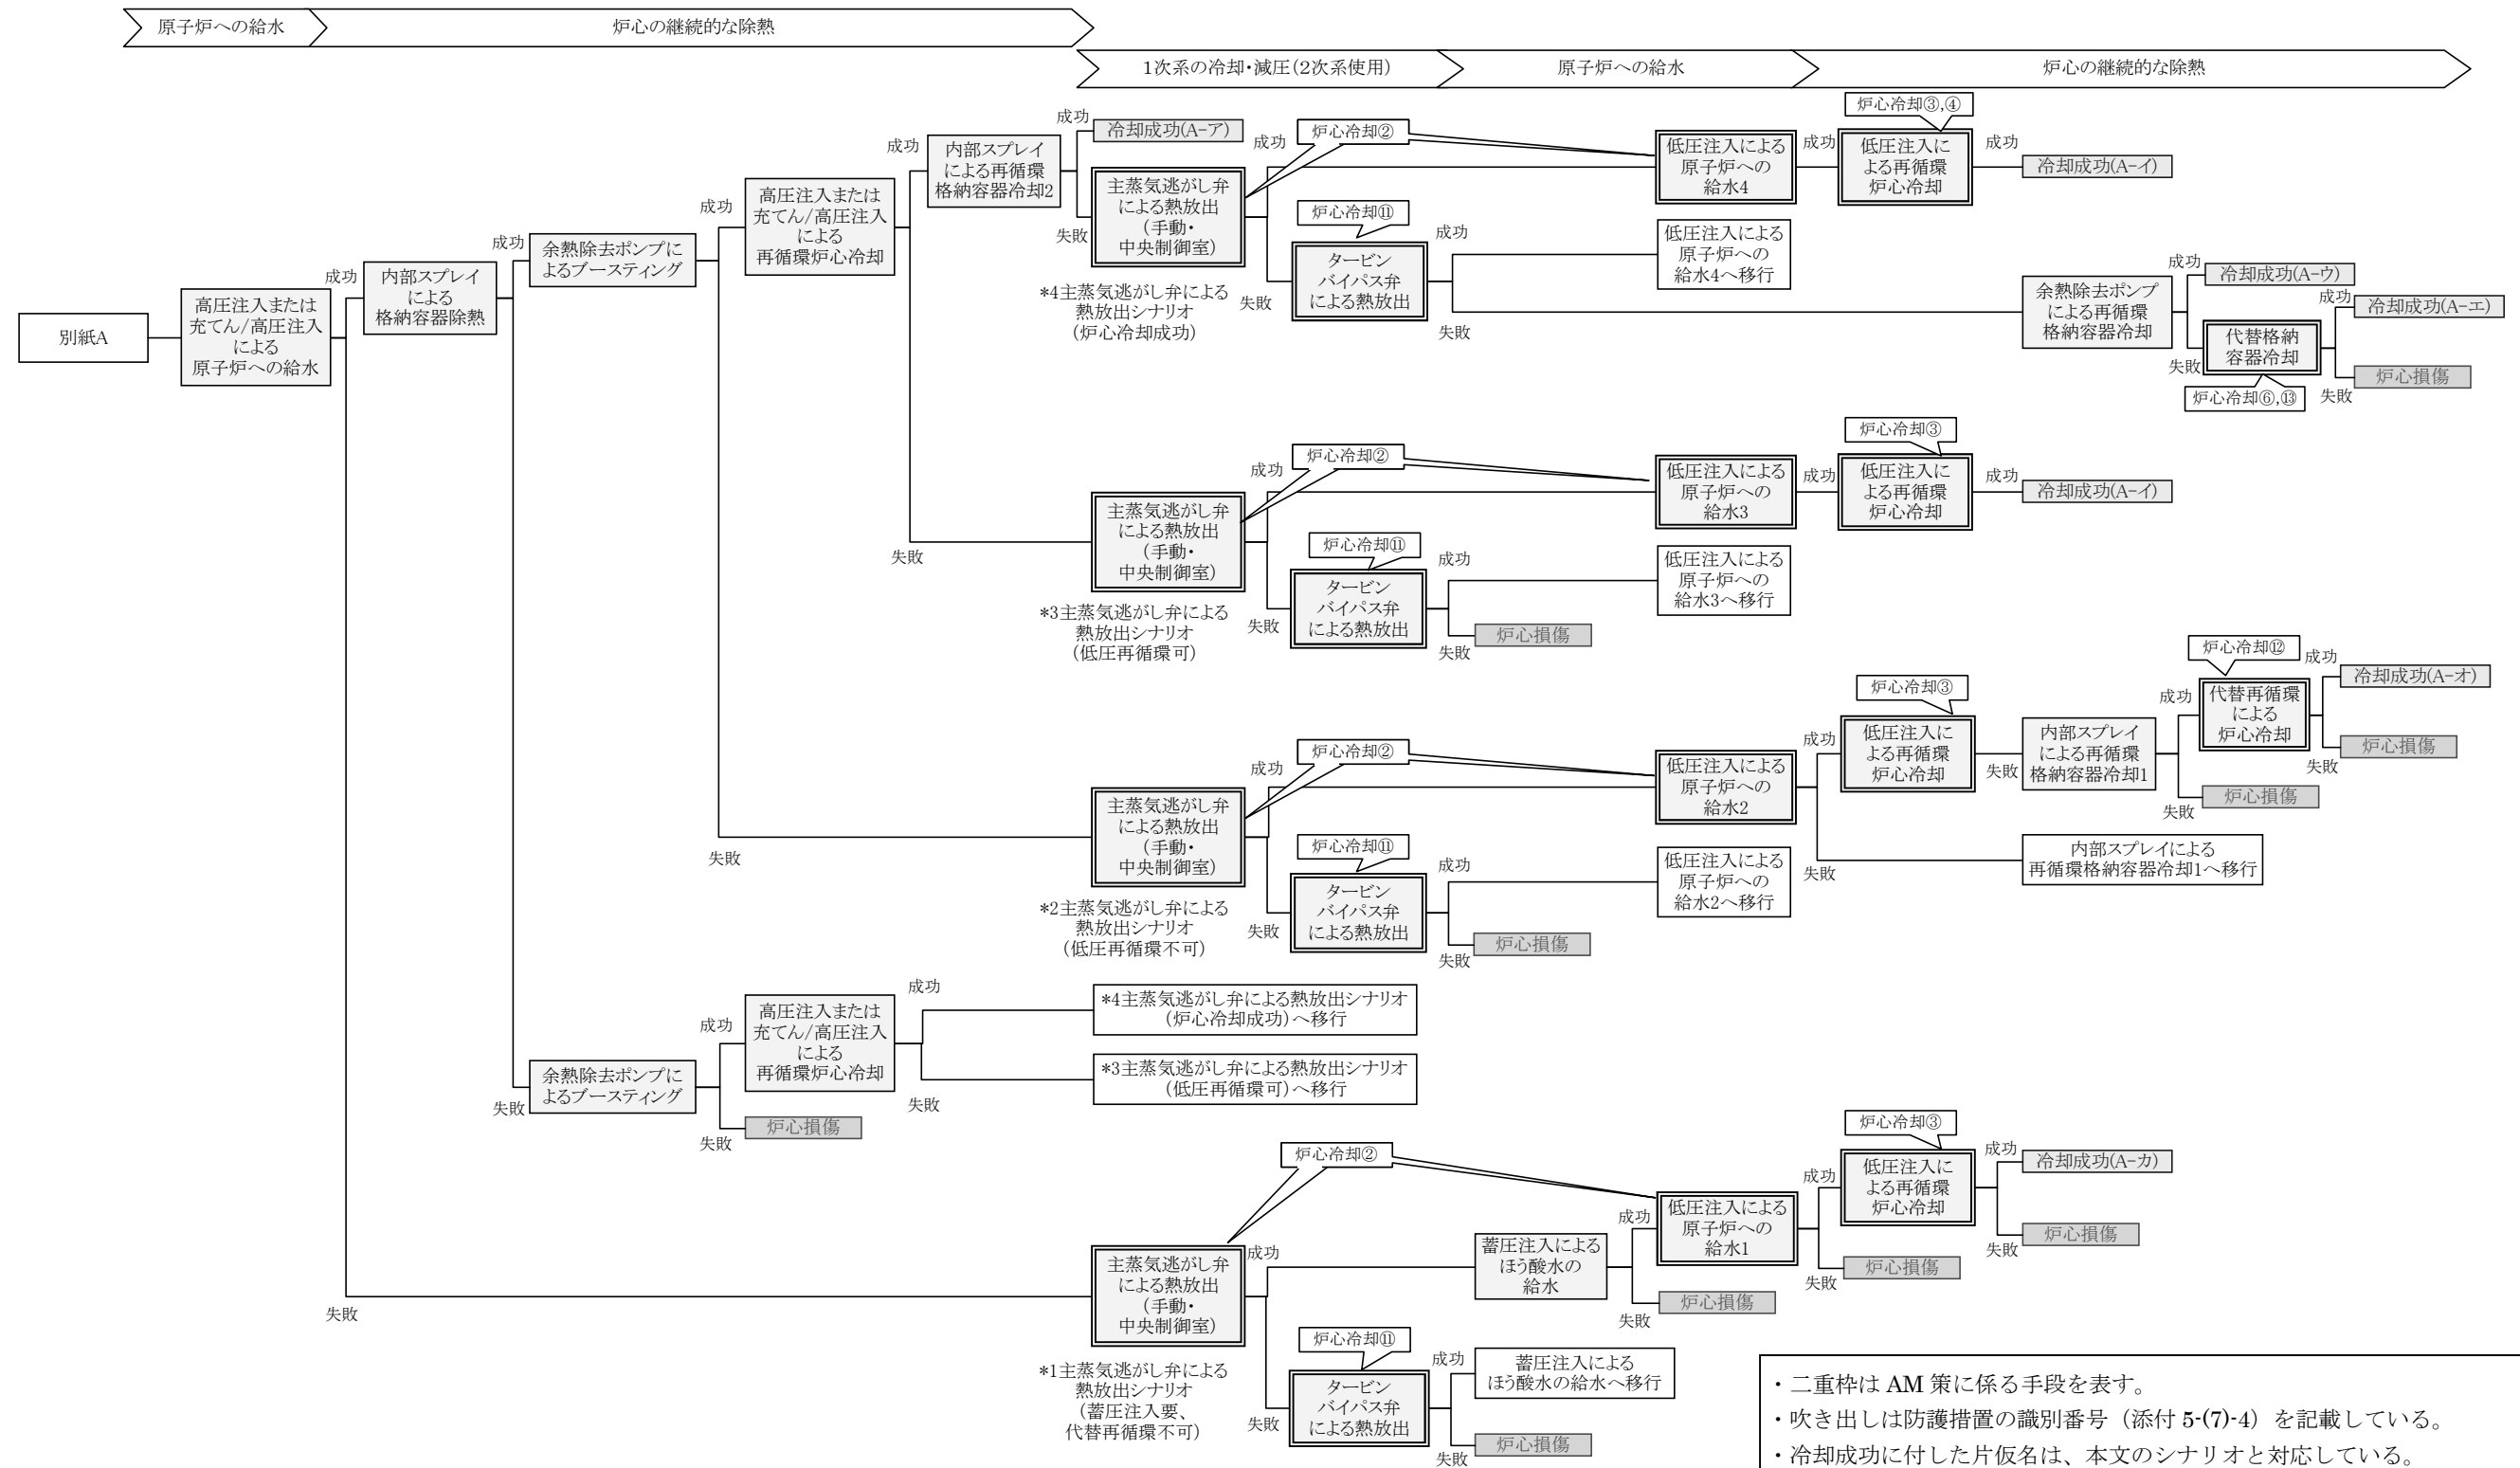 原子炉への給水
炉心の継続的な除熱
1次系の冷却・減圧(2次系使用)
原子炉への給水
炉心の継続的な除熱
別紙A
高圧注入または
充てん/高圧注入
による
原子炉への給水
成功
失敗
内部スプレイ
による
格納容器除熱
成功
失敗
余熱除去ポンプに
よるブースティング
成功
失敗
高圧注入または
充てん/高圧注入
による
再循環炉心冷却
成功
失敗
内部スプレイ
による再循環
格納容器冷却2
成功
冷却成功(A-ア)
失敗
主蒸気逃がし弁
による熱放出
(手動・
中央制御室)
*4主蒸気逃がし弁による
熱放出シナリオ
(炉心冷却成功)
成功
失敗
炉心冷却②
炉心冷却⑪
タービン
バイパス弁
による熱放出
成功
失敗
低圧注入による
原子炉への
給水4
成功
炉心冷却③,④
低圧注入に
よる再循環
炉心冷却
成功
冷却成功(A-イ)
低圧注入による
原子炉への
給水4へ移行
余熱除去ポンプ
による再循環
格納容器冷却
成功
冷却成功(A-ウ)
失敗
代替格納
容器冷却
炉心冷却⑥,⑬
成功
冷却成功(A-エ)
失敗
炉心損傷
主蒸気逃がし弁
による熱放出
(手動・
中央制御室)
*3主蒸気逃がし弁による
熱放出シナリオ
(低圧再循環可)
成功
失敗
炉心冷却②
炉心冷却⑪
タービン
バイパス弁
による熱放出
成功
失敗
炉心損傷
低圧注入による
原子炉への
給水3
成功
炉心冷却③
低圧注入に
よる再循環
炉心冷却
成功
冷却成功(A-イ)
低圧注入による
原子炉への
給水3へ移行
主蒸気逃がし弁
による熱放出
(手動・
中央制御室)
*2主蒸気逃がし弁による
熱放出シナリオ
(低圧再循環不可)
成功
失敗
炉心冷却②
炉心冷却⑪
タービン
バイパス弁
による熱放出
成功
失敗
炉心損傷
低圧注入による
原子炉への
給水2
成功
失敗
炉心冷却③
低圧注入に
よる再循環
炉心冷却
失敗
内部スプレイ
による再循環
格納容器冷却1
成功
失敗
炉心損傷
炉心冷却⑫
代替再循環
による
炉心冷却
成功
冷却成功(A-オ)
失敗
炉心損傷
内部スプレイによる
再循環格納容器冷却1へ移行
低圧注入による
原子炉への
給水2へ移行
余熱除去ポンプに
よるブースティング
成功
失敗
炉心損傷
高圧注入または
充てん/高圧注入
による
再循環炉心冷却
成功
失敗
*4主蒸気逃がし弁による熱放出シナリオ
(炉心冷却成功)へ移行
*3主蒸気逃がし弁による熱放出シナリオ
(低圧再循環可)へ移行
主蒸気逃がし弁
による熱放出
(手動・
中央制御室)
*1主蒸気逃がし弁による
熱放出シナリオ
(蓄圧注入要、
代替再循環不可)
成功
失敗
炉心冷却②
炉心冷却⑪
タービン
バイパス弁
による熱放出
成功
失敗
炉心損傷
蓄圧注入による
ほう酸水の給水へ移行
蓄圧注入による
ほう酸水の
給水
成功
失敗
炉心損傷
低圧注入による
原子炉への
給水1
成功
失敗
炉心損傷
炉心冷却③
低圧注入に
よる再循環
炉心冷却
成功
冷却成功(A-カ)
失敗
炉心損傷
・二重枠は AM 策に係る手段を表す。
・吹き出しは防護措置の識別番号(添付 5-(7)-4)を記載している。
・冷却成功に付した片仮名は、本文のシナリオと対応している。